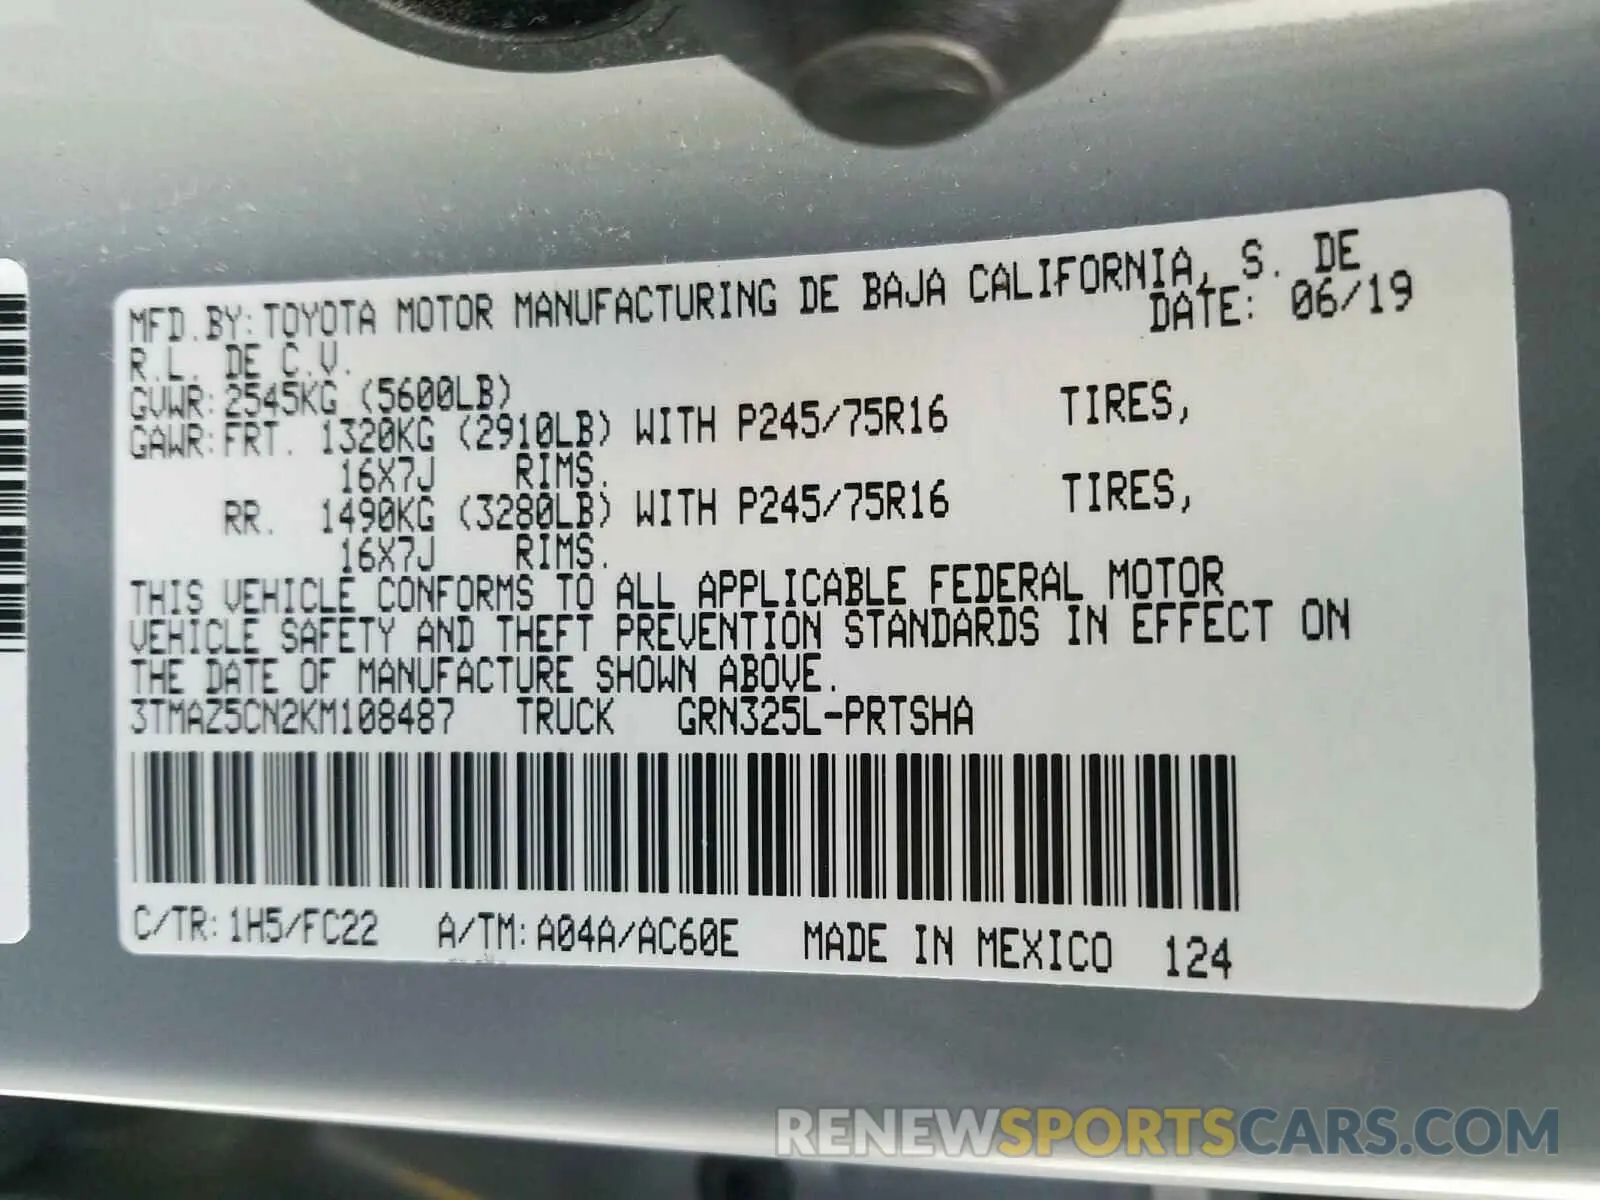 MFD.BY:TOYOTA MOTOR MANUFACTURING DE BAJA CALIFORNIA, S. DE
R.L. DE C.V. DATE: 06/19
GVWR: 2545KG (5600LB)
GAWR: FRT. 1320KG (2910LB) WITH P245/75R16 TIRES,
16X7J RIMS.
RR. 1490KG (3280LB) WITH P245/75R16 TIRES,
16X7J RIMS.
THIS VEHICLE CONFORMS TO ALL APPLICABLE FEDERAL MOTOR
VEHICLE SAFETY AND THEFT PREVENTION STANDARDS IN EFFECT ON
THE DATE OF MANUFACTURE SHOWN ABOVE.
3TMAZ5CN2KM108487 TRUCK GRN325L-PRTSHA
C/TR: 1H5/FC22 A/TM: A04A/AC60E MADE IN MEXICO 124
RENEWSPORTSCARS.COM